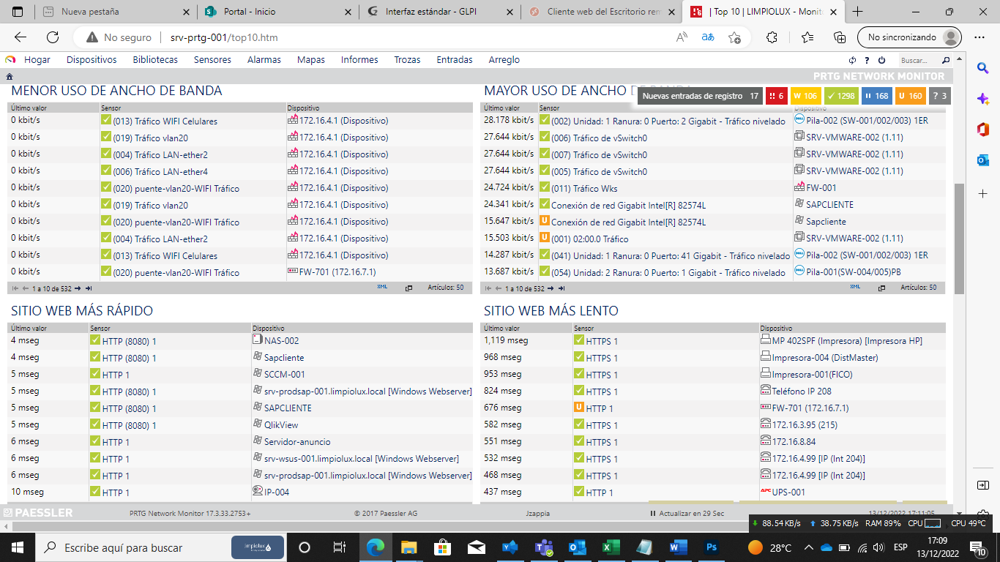 Nueva pestaña
Portal - Inicio
Interfaz estándar - GLPI
Cliente web del Escritorio rem
| Top 10 | LIMPIOLUX - Monit
No seguro srv-prtg-001/top10.htm
No sincronizando
Hogar Dispositivos Bibliotecas Sensores Alarmas Mapas Informes Trozas Entradas Arreglo
Buscar...
PRTG NETWORK MONITOR
Nuevas entradas de registro 17 6 W 106 1298 168 U 160 ? 3
MENOR USO DE ANCHO DE BANDA
Último valor Sensor Dispositivo
0 kbit/s (013) Tráfico WIFI Celulares 172.16.4.1 (Dispositivo)
0 kbit/s (019) Tráfico vlan20 172.16.4.1 (Dispositivo)
0 kbit/s (004) Tráfico LAN-ether2 172.16.4.1 (Dispositivo)
0 kbit/s (006) Tráfico LAN-ether4 172.16.4.1 (Dispositivo)
0 kbit/s (020) puente-vlan20-WIFI Tráfico 172.16.4.1 (Dispositivo)
0 kbit/s (019) Tráfico vlan20 172.16.4.1 (Dispositivo)
0 kbit/s (020) puente-vlan20-WIFI Tráfico 172.16.4.1 (Dispositivo)
0 kbit/s (004) Tráfico LAN-ether2 172.16.4.1 (Dispositivo)
0 kbit/s (013) Tráfico WIFI Celulares 172.16.4.1 (Dispositivo)
0 kbit/s (020) puente-vlan20-WIFI Tráfico FW-701 (172.16.7.1)
1 a 10 de 532 XML Artículos: 50
MAYOR USO DE ANCHO DE BANDA
Último valor Sensor Dispositivo
28.178 kbit/s (002) Unidad: 1 Ranura: 0 Puerto: 2 Gigabit - Tráfico nivelado Pila-002 (SW-001/002/003) 1ER
27.644 kbit/s (006) Tráfico de vSwitch0 SRV-VMWARE-002 (1.11)
27.644 kbit/s (007) Tráfico de vSwitch0 SRV-VMWARE-002 (1.11)
27.644 kbit/s (005) Tráfico de vSwitch0 SRV-VMWARE-002 (1.11)
24.724 kbit/s (011) Tráfico Wks FW-001
24.341 kbit/s Conexión de red Gigabit Intel[R] 82574L SAPCLIENTE
15.647 kbit/s U Conexión de red Gigabit Intel[R] 82574L Sapcliente
15.503 kbit/s U (001) 02:00.0 Tráfico SRV-VMWARE-002 (1.11)
14.287 kbit/s (041) Unidad: 1 Ranura: 0 Puerto: 41 Gigabit - Tráfico nivelado Pila-002 (SW-001/002/003) 1ER
13.687 kbit/s (054) Unidad: 2 Ranura: 0 Puerto: 1 Gigabit - Tráfico nivelado Pila-001(SW-004/005)PB
1 a 10 de 532 XML Artículos: 50
SITIO WEB MÁS RÁPIDO
Último valor Sensor Dispositivo
4 mseg HTTP (8080) 1 NAS-002
4 mseg HTTP (8080) 1 Sapcliente
5 mseg HTTP 1 SCCM-001
5 mseg HTTP (8080) 1 srv-prodsap-001.limpiolux.local [Windows Webserver]
5 mseg HTTP (8080) 1 SAPCLIENTE
5 mseg HTTP (8080) 1 QlikView
6 mseg HTTP 1 Servidor-anuncio
6 mseg HTTP 1 srv-wsus-001.limpiolux.local [Windows Webserver]
6 mseg HTTP 1 srv-prodsap-001.limpiolux.local [Windows Webserver]
10 mseg HTTP 1 IP-004
SITIO WEB MÁS LENTO
Último valor Sensor Dispositivo
1,119 mseg HTTPS 1 MP 402SPF (Impresora) [Impresora HP]
968 mseg HTTPS 1 Impresora-004 (DistMaster)
953 mseg HTTPS 1 Impresora-001(FICO)
824 mseg HTTPS 1 Teléfono IP 208
676 mseg U HTTP 1 FW-701 (172.16.7.1)
582 mseg HTTPS 1 172.16.3.95 (215)
551 mseg HTTPS 1 172.16.8.84
532 mseg HTTPS 1 172.16.4.99 [IP (Int 204)]
468 mseg HTTPS 1 172.16.4.99 [IP (Int 204)]
437 mseg HTTP 1 APC UPS-001
PAESSLER PRTG Network Monitor 17.3.33.2753+ © 2017 Paessler AG Jzappia Actualizar en 29 Sec 13/12/2022 17:11:05
88.54 KB/s 38.75 KB/s RAM 89% CPU CPU 49°C
Escribe aquí para buscar limpiolux
28°C ESP 17:09
13/12/2022
10